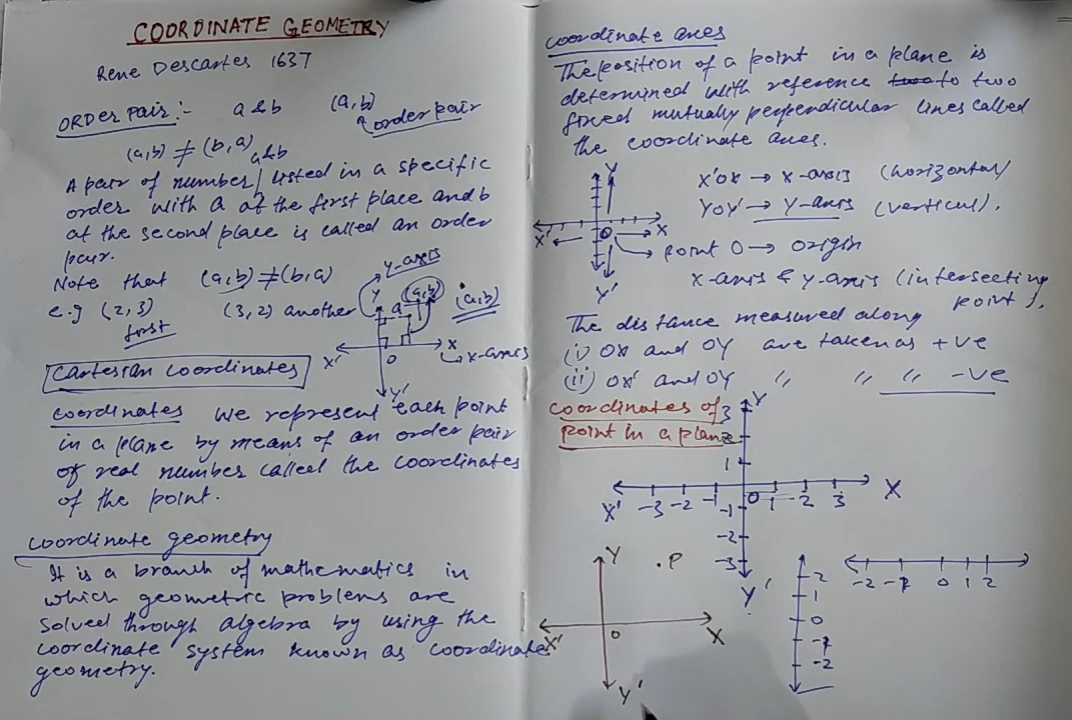 COORDINATE GEOMETRY
Rene Descartes 1637
ORDER PAIR :- a & b (a,b)
order pair
(a,b) ≠ (b,a)
a & b
A pair of number listed in a specific
order with a at the first place and b
at the second place is called an order
pair.
Note that (a,b) ≠ (b,a)
e.g (2,3) (3,2) another
first
y-axis
Y
a (a,b) (a,b)
X' O X
x-axis
Y'
Cartesian coordinates
coordinates We represent each point
in a plane by means of an order pair
of real number called the coordinates
of the point.
Coordinate geometry
It is a branch of mathematics in
which geometric problems are
solved through algebra by using the
coordinate system known as coordinate
geometry.
Coordinate axes
The position of a point in a plane is
determined with reference to two
fixed mutually perpendicular lines called
the coordinate axes.
Y
X' O X
Y'
X'OX → X-axis (horizontal)
YOY' → Y-axis (vertical).
point O → origin
X-axis & Y-axis (intersecting
point).
The distance measured along
(i) OX and OY are taken as +ve
(ii) OX' and OY " " " -ve
Coordinates of
point in a plane
Y
3
2
1
X' -3 -2 -1 O 1 2 3 X
-1
-2
-3
Y'
Y
.P
X' O X
Y'
2
1
0
-1
-2
-2 -1 0 1 2